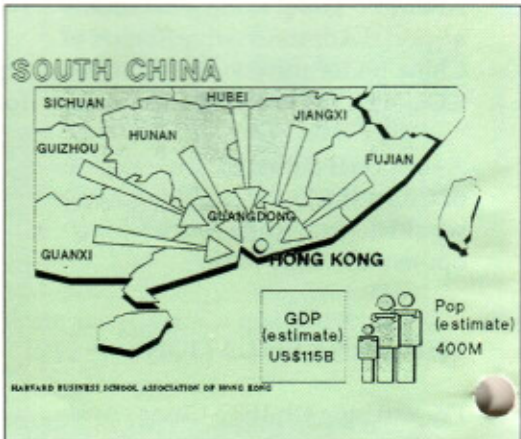 SOUTH CHINA
SICHUAN
HUBEI
JIANGXI
HUNAN
GUIZHOU
FUJIAN
GUANGDONG
GUANXI
HONG KONG
GDP
(estimate)
US$115B
Pop
(estimate)
400M
HARVARD BUSINESS SCHOOL ASSOCIATION OF HONG KONG